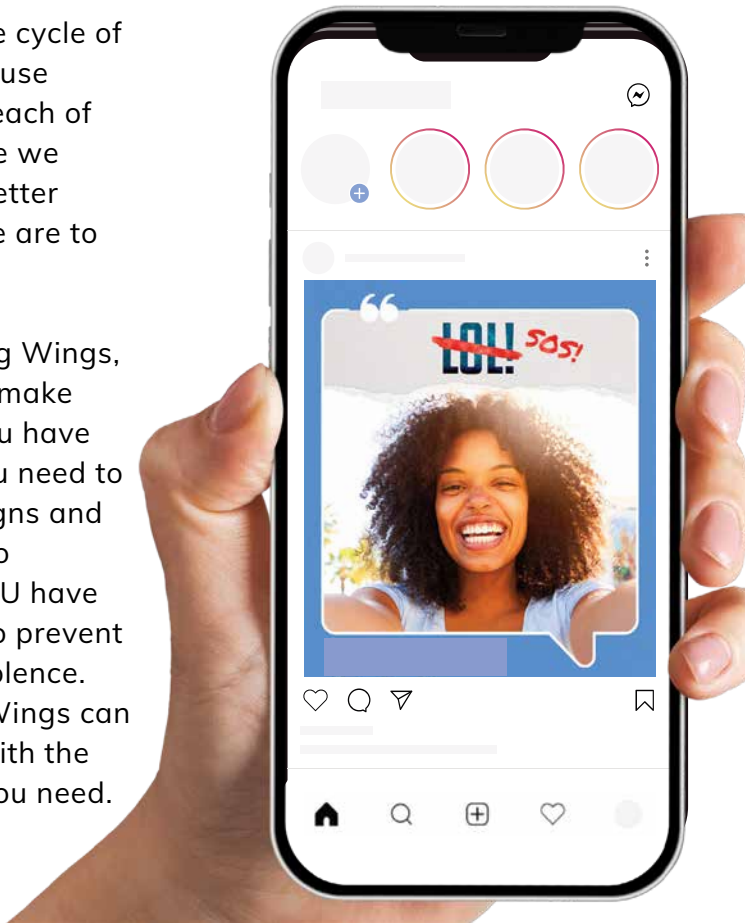 e cycle of
use
each of
e we
etter
e are to
g Wings,
make
u have
u need to
gns and
o
U have
o prevent
olence.
Wings can
ith the
ou need.
“
LOL! SOS!